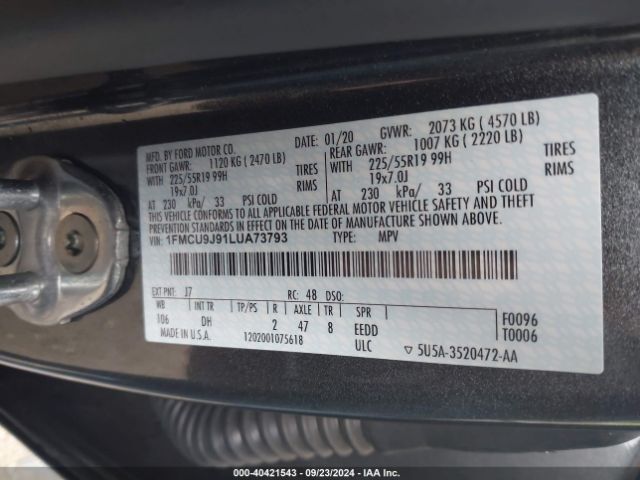 MFD. BY FORD MOTOR CO. DATE: 01/20 GVWR: 2073 KG ( 4570 LB)
FRONT GAWR: 1120 KG ( 2470 LB) REAR GAWR: 1007 KG ( 2220 LB)
WITH 225/55R19 99H TIRES WITH 225/55R19 99H TIRES
19x7.0J RIMS 19x7.0J RIMS
AT 230 kPa/ 33 PSI COLD AT 230 kPa/ 33 PSI COLD
THIS VEHICLE CONFORMS TO ALL APPLICABLE FEDERAL MOTOR VEHICLE SAFETY AND THEFT
PREVENTION STANDARDS IN EFFECT ON THE DATE OF MANUFACTURE SHOWN ABOVE.
VIN: 1FMCU9J91LUA73793 TYPE: MPV
EXT PNT: J7 RC: 48 DSO:
WB INT TR TP/PS R AXLE TR SPR F0096
106 DH 2 47 8 EEDD T0006
MADE IN U.S.A. 1202001075618 ULC ▽ 5U5A-3520472-AA
000-40421543 - 09/23/2024 - IAA Inc.